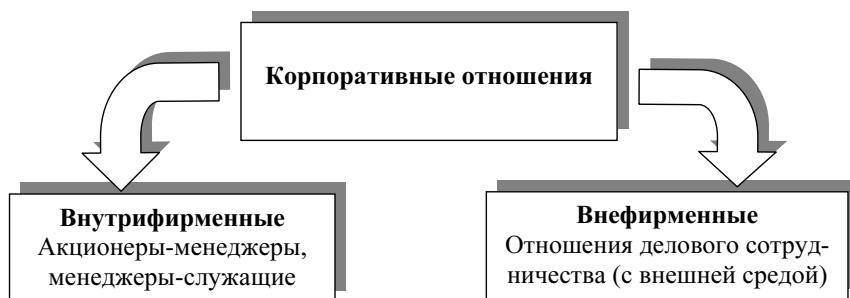 Корпоративные отношения
Внутрифирменные
Акционеры-менеджеры,
менеджеры-служащие
Внефирменные
Отношения делового сотруд-
ничества (с внешней средой)